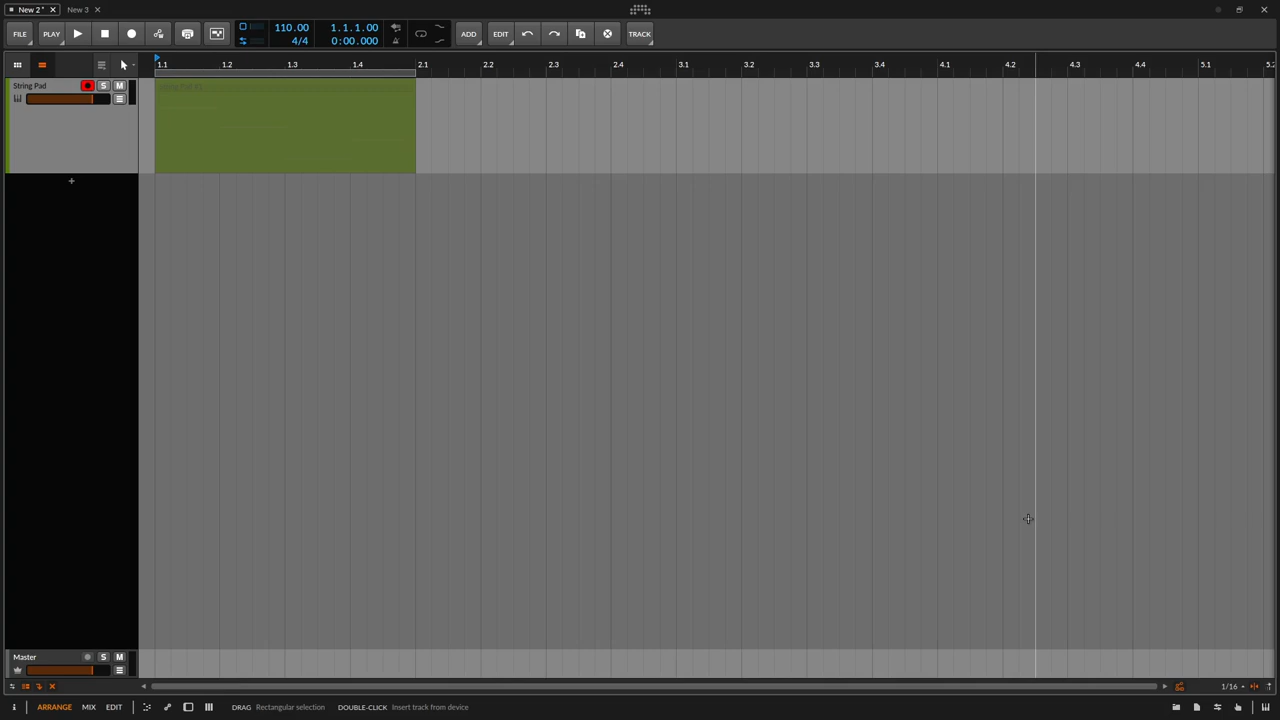 New 2 *
New 3
FILE
PLAY
110.00
4/4
1.1.1.00
0:00.000
ADD
EDIT
TRACK
1.1
1.2
1.3
1.4
2.1
2.2
2.3
2.4
3.1
3.2
3.3
3.4
4.1
4.2
4.3
4.4
5.1
String Pad
S
M
String Pad #1
+
Master
S
M
1/16
i
ARRANGE
MIX
EDIT
DRAG Rectangular selection
DOUBLE-CLICK Insert track from device